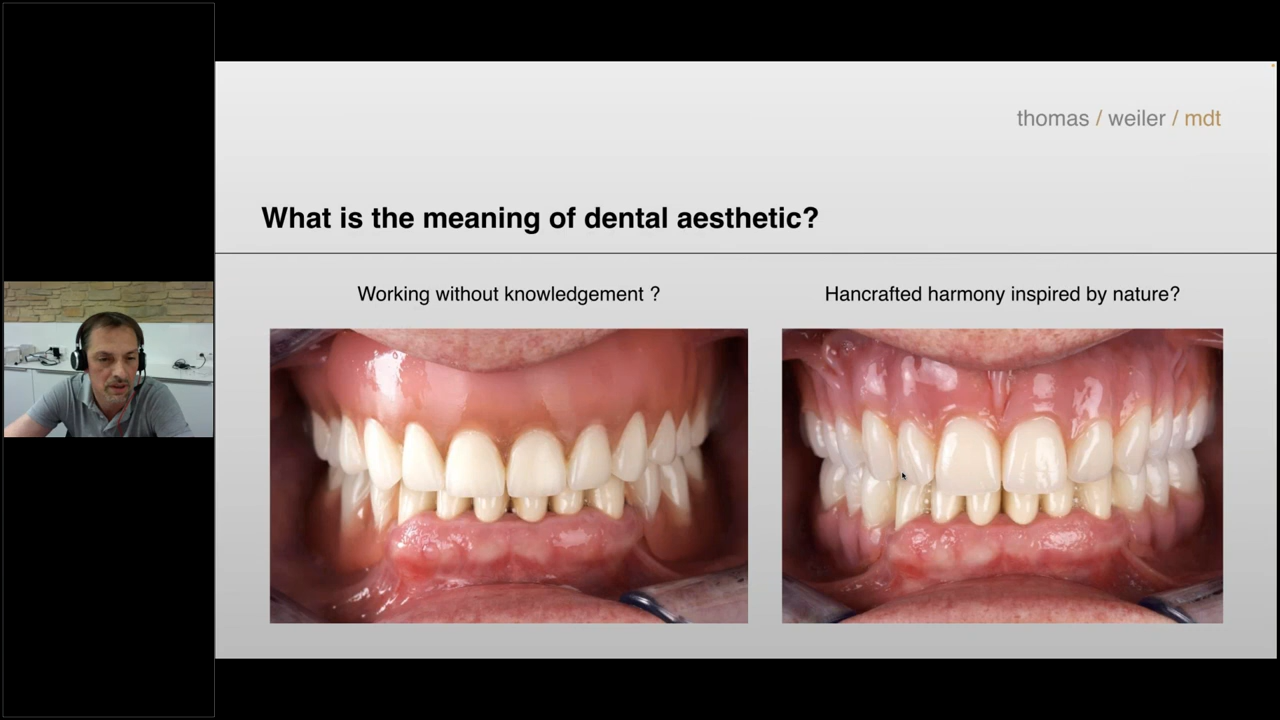 thomas / weiler / mdt
What is the meaning of dental aesthetic?
Working without knowledgement ?
Hancrafted harmony inspired by nature?